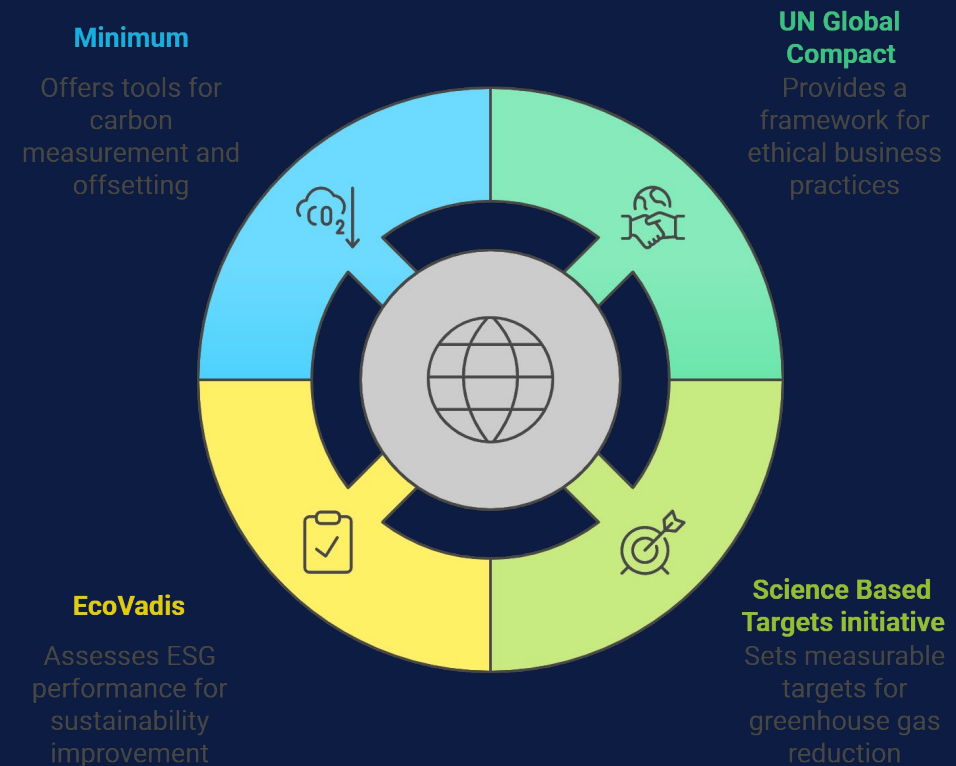 Minimum
Offers tools for
carbon
measurement and
offsetting
UN Global
Compact
Provides a
framework for
ethical business
practices
CO2
EcoVadis
Assesses ESG
performance for
sustainability
improvement
Science Based
Targets initiative
Sets measurable
targets for
greenhouse gas
reduction